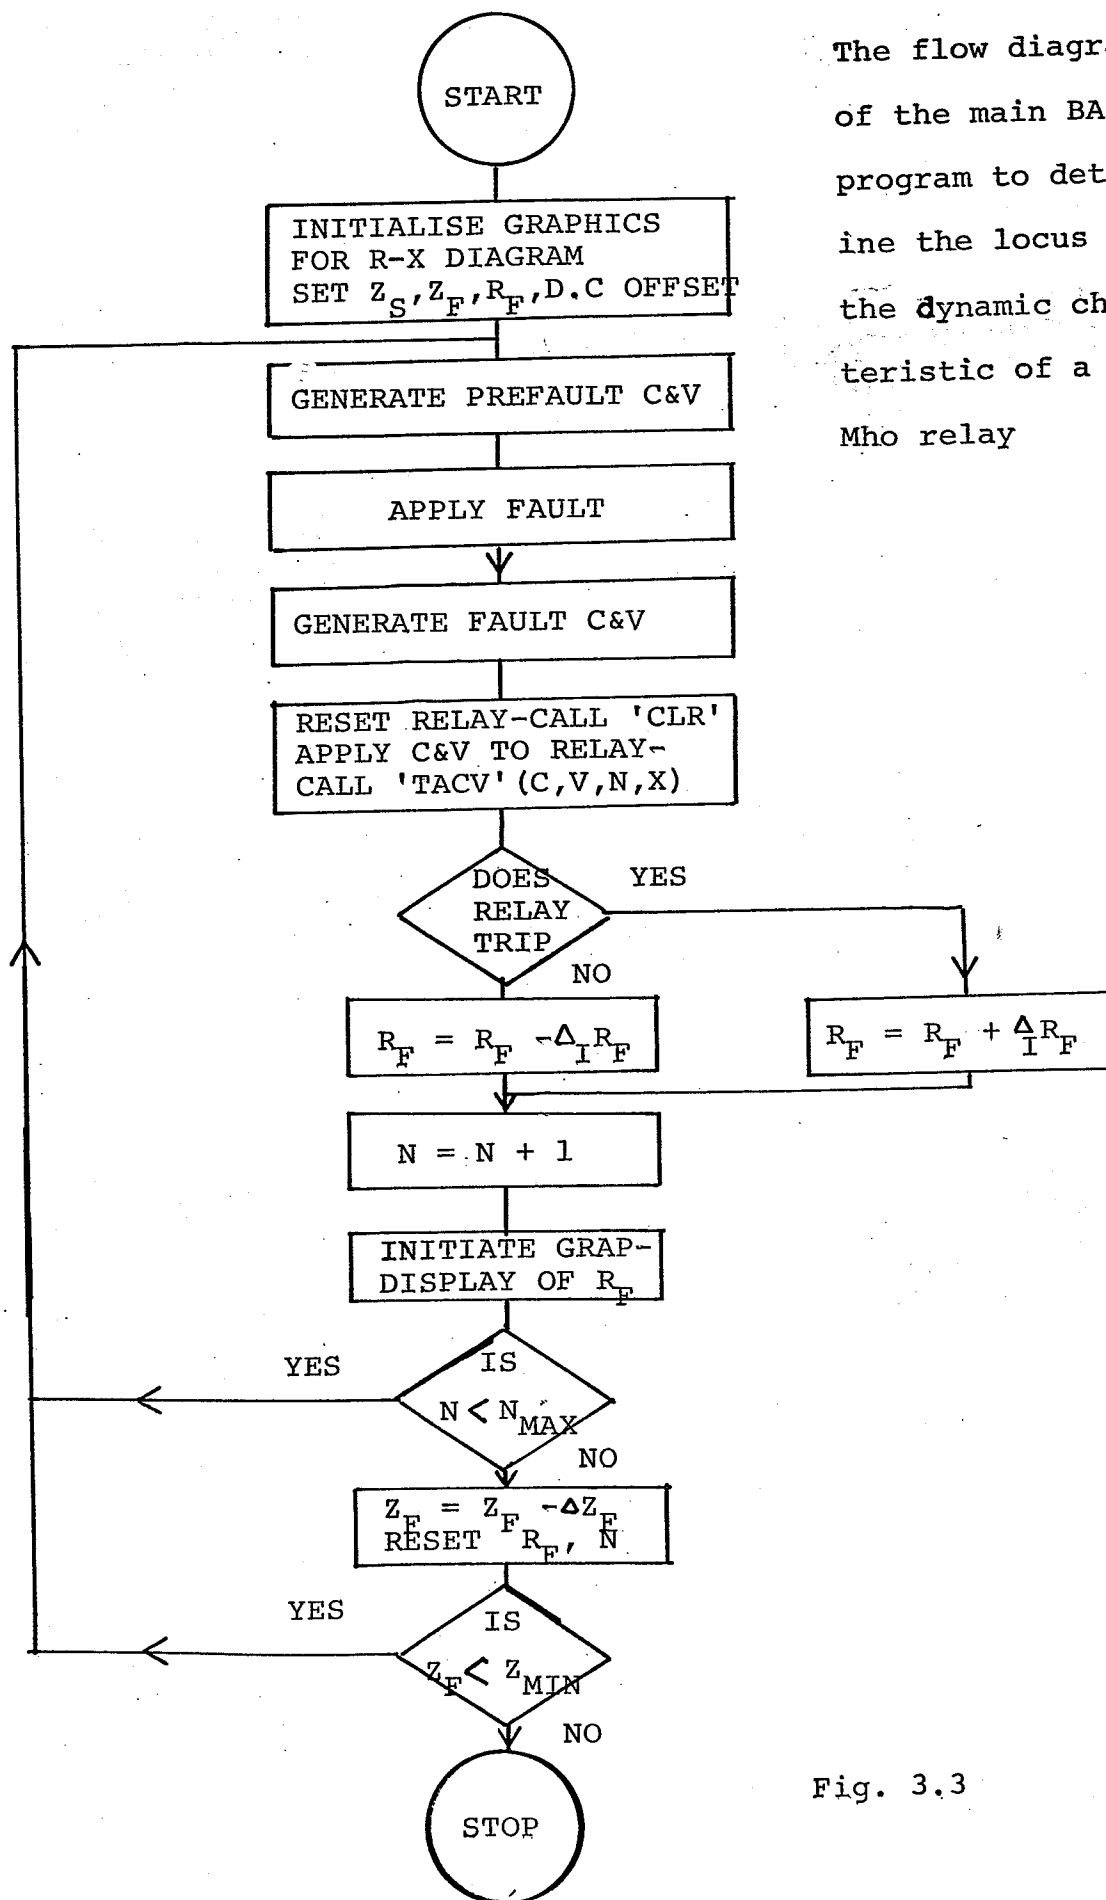 START
The flow diagr
of the main BA
program to det
ine the locus
the dynamic ch
teristic of a
Mho relay
INITIALISE GRAPHICS
FOR R-X DIAGRAM
SET Z_S, Z_F, R_F, D.C OFFSET
GENERATE PREFAULT C&V
APPLY FAULT
GENERATE FAULT C&V
RESET RELAY-CALL 'CLR'
APPLY C&V TO RELAY-
CALL 'TACV'(C,V,N,X)
DOES
RELAY
TRIP
YES
NO
R_F = R_F -Δ_I R_F
R_F = R_F + Δ_I R_F
N = N + 1
INITIATE GRAP-
DISPLAY OF R_F
IS
N < N_MAX
YES
NO
Z_F = Z_F -ΔZ_F
RESET R_F, N
IS
Z_F < Z_MIN
YES
NO
STOP
Fig. 3.3